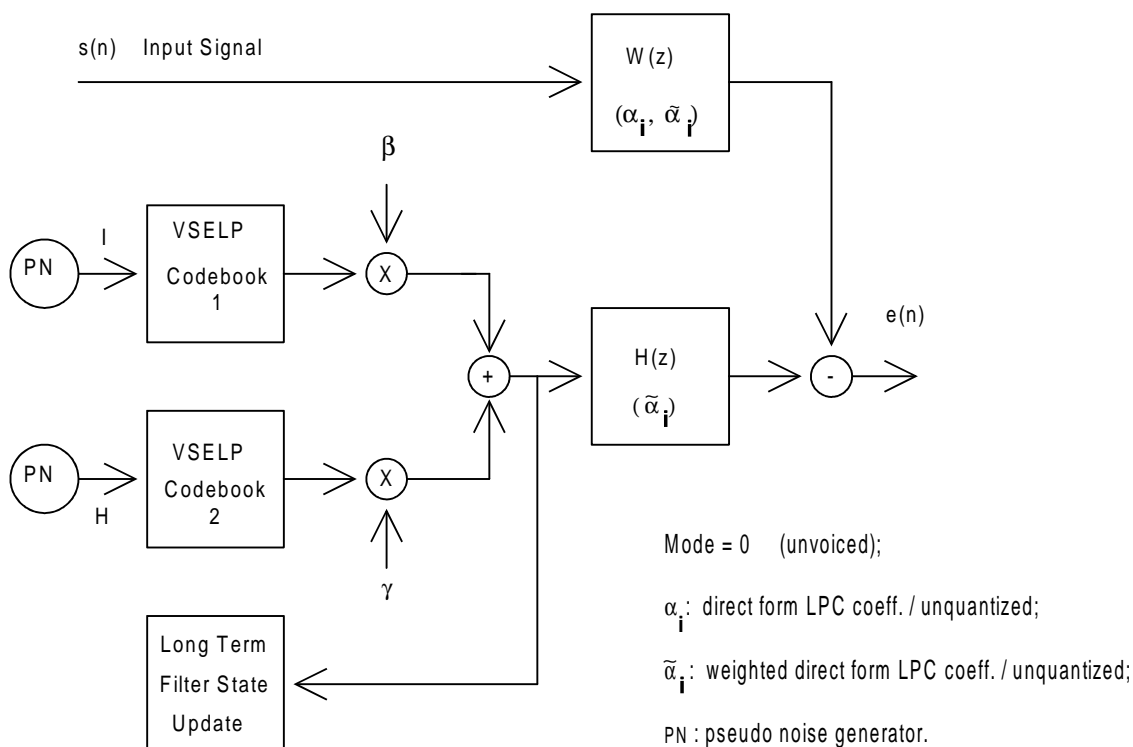 s(n) Input Signal
W(z)
(α_i, α̃_i)
β
VSELP
Codebook
1
I
PN
X
e(n)
H(z)
(α̃_i)
+
-
VSELP
Codebook
2
PN
H
X
γ
Mode = 0 (unvoiced);
α_i: direct form LPC coeff. / unquantized;
α̃_i: weighted direct form LPC coeff. / unquantized;
PN : pseudo noise generator.
Long Term
Filter State
Update